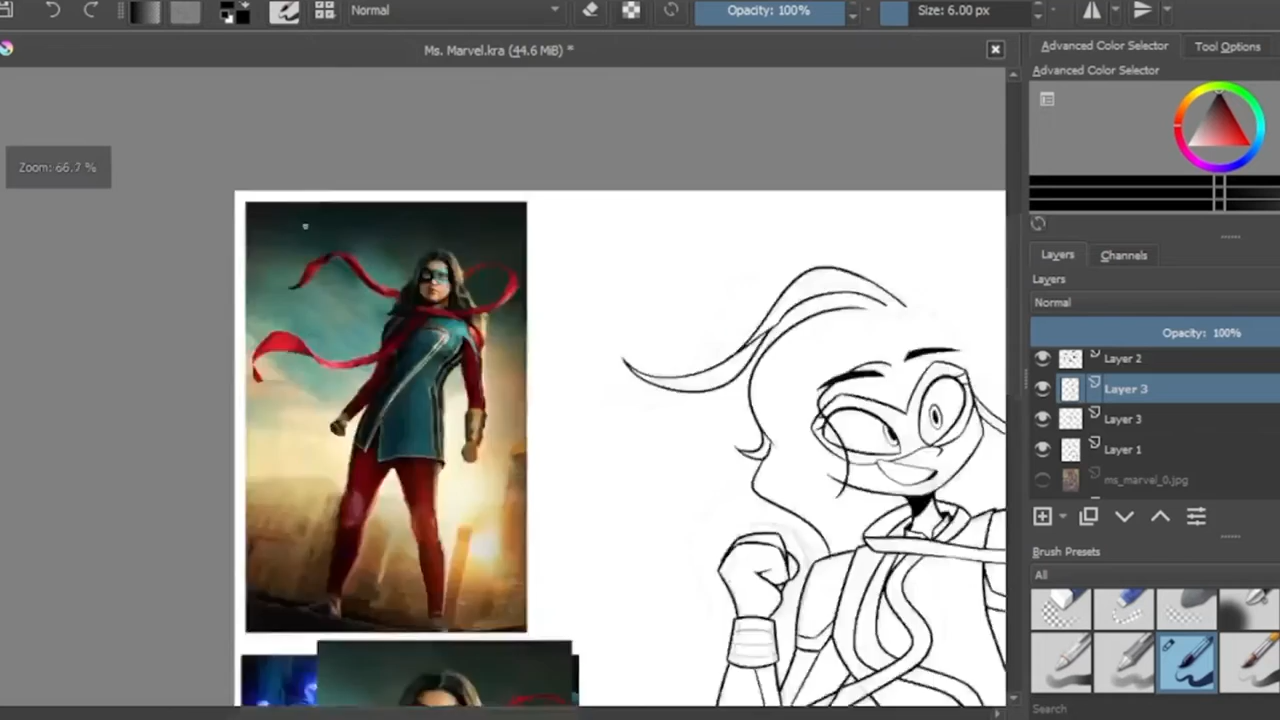 Normal
Opacity: 100%
Size: 6.00 px
Ms. Marvel.kra (44.6 MiB) *
Advanced Color Selector
Tool Options
Advanced Color Selector
Zoom: 66.7 %
Layers
Channels
Layers
Normal
Opacity: 100%
Layer 2
Layer 3
Layer 3
Layer 1
ms_marvel_0.jpg
Brush Presets
All
Search